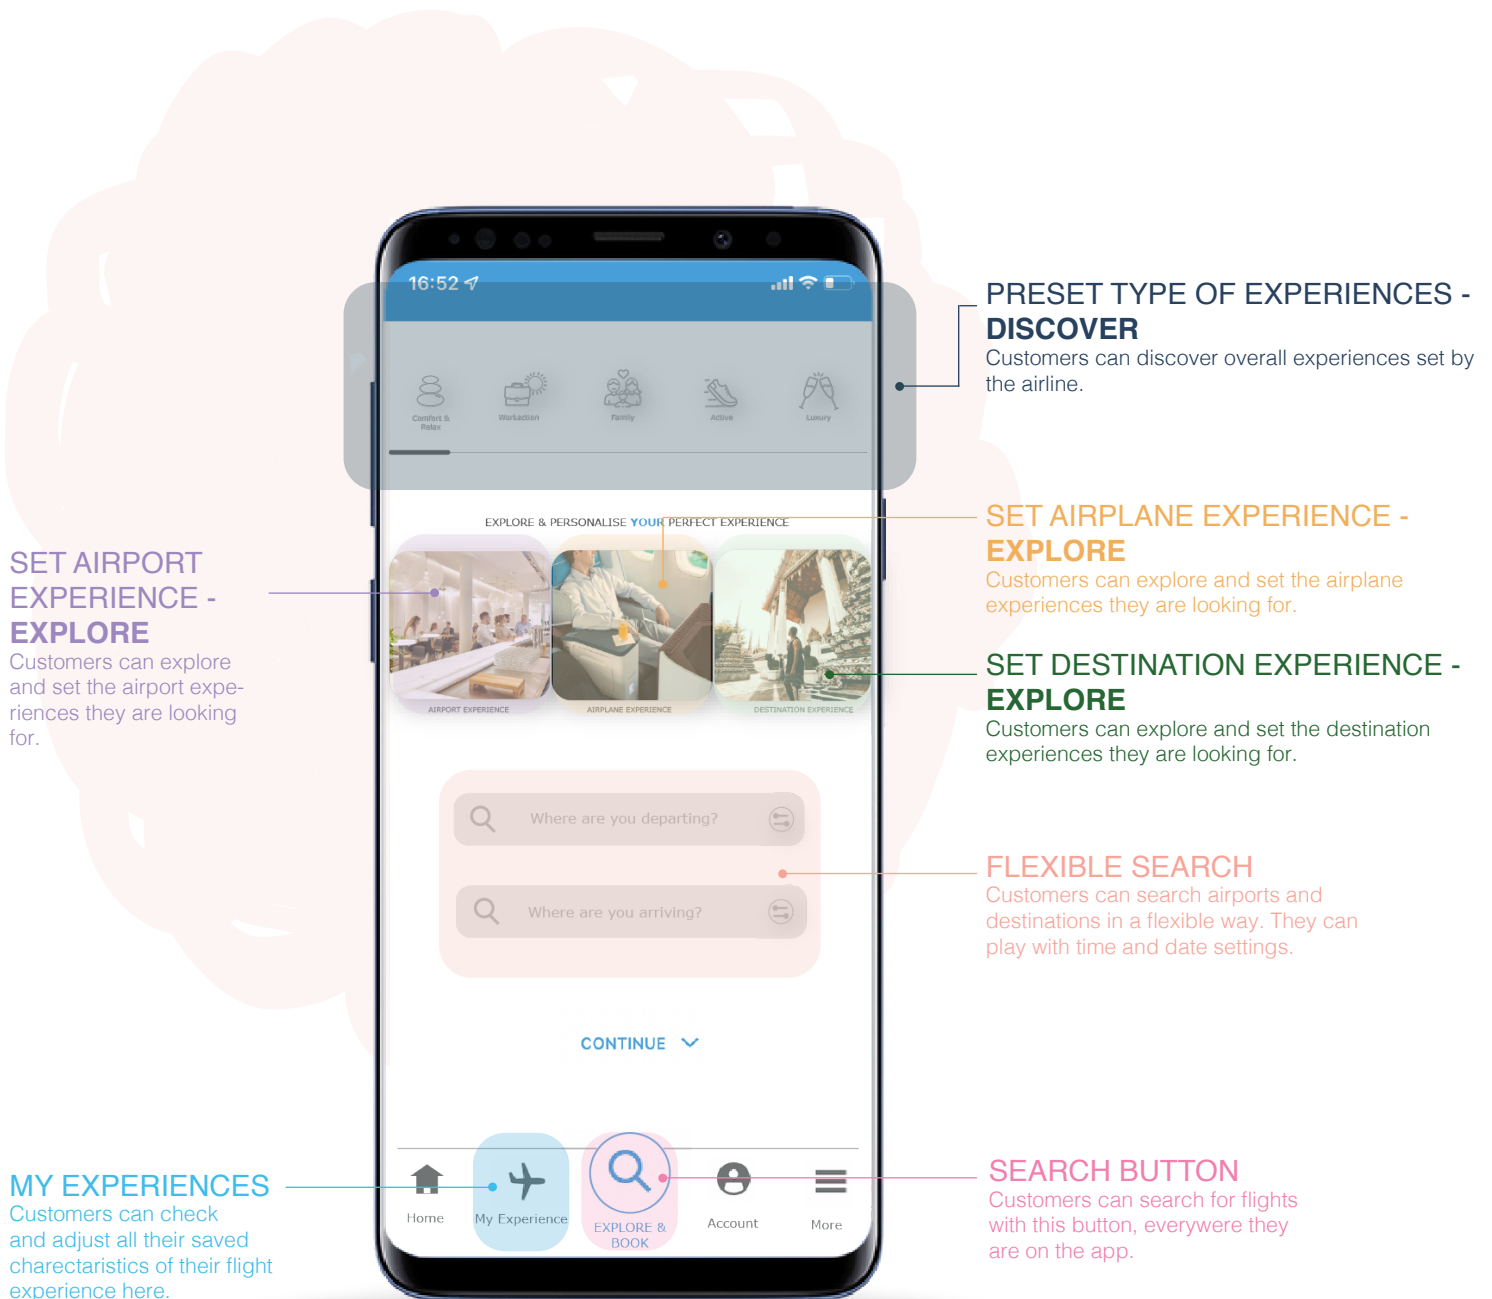 16:52
Comfort &
Relax
Workaction
Family
Active
Luxury
PRESET TYPE OF EXPERIENCES -
DISCOVER
Customers can discover overall experiences set by
the airline.
EXPLORE & PERSONALISE YOUR PERFECT EXPERIENCE
AIRPORT EXPERIENCE
AIRPLANE EXPERIENCE
DESTINATION EXPERIENCE
SET AIRPORT
EXPERIENCE -
EXPLORE
Customers can explore
and set the airport expe-
riences they are looking
for.
SET AIRPLANE EXPERIENCE -
EXPLORE
Customers can explore and set the airplane
experiences they are looking for.
SET DESTINATION EXPERIENCE -
EXPLORE
Customers can explore and set the destination
experiences they are looking for.
Where are you departing?
Where are you arriving?
FLEXIBLE SEARCH
Customers can search airports and
destinations in a flexible way. They can
play with time and date settings.
CONTINUE
Home
My Experience
EXPLORE &
BOOK
Account
More
MY EXPERIENCES
Customers can check
and adjust all their saved
charectaristics of their flight
experience here.
SEARCH BUTTON
Customers can search for flights
with this button, everywere they
are on the app.